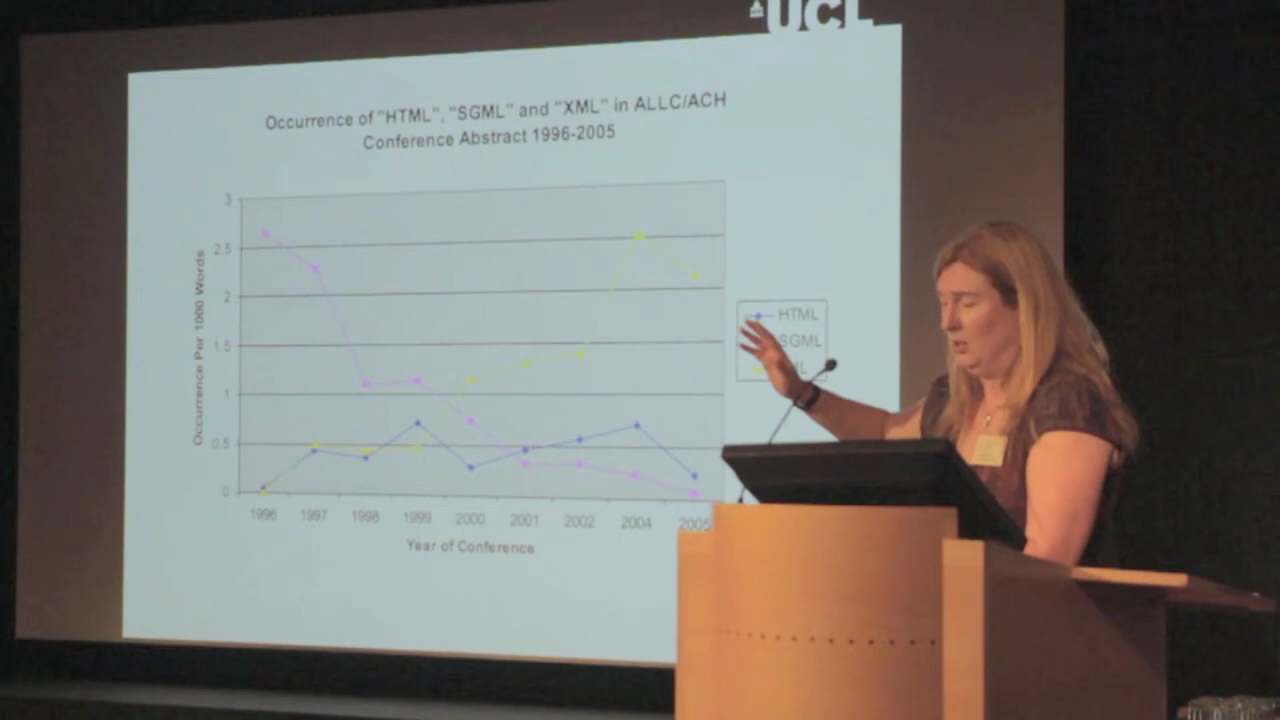 UCL
Occurrence of "HTML", "SGML" and "XML" in ALLC/ACH
Conference Abstract 1996-2005
Occurrence Per 1000 Words
3
2.5
2
1.5
1
0.5
0
1996 1997 1998 1999 2000 2001 2002 2004 2005
Year of Conference
HTML
SGML